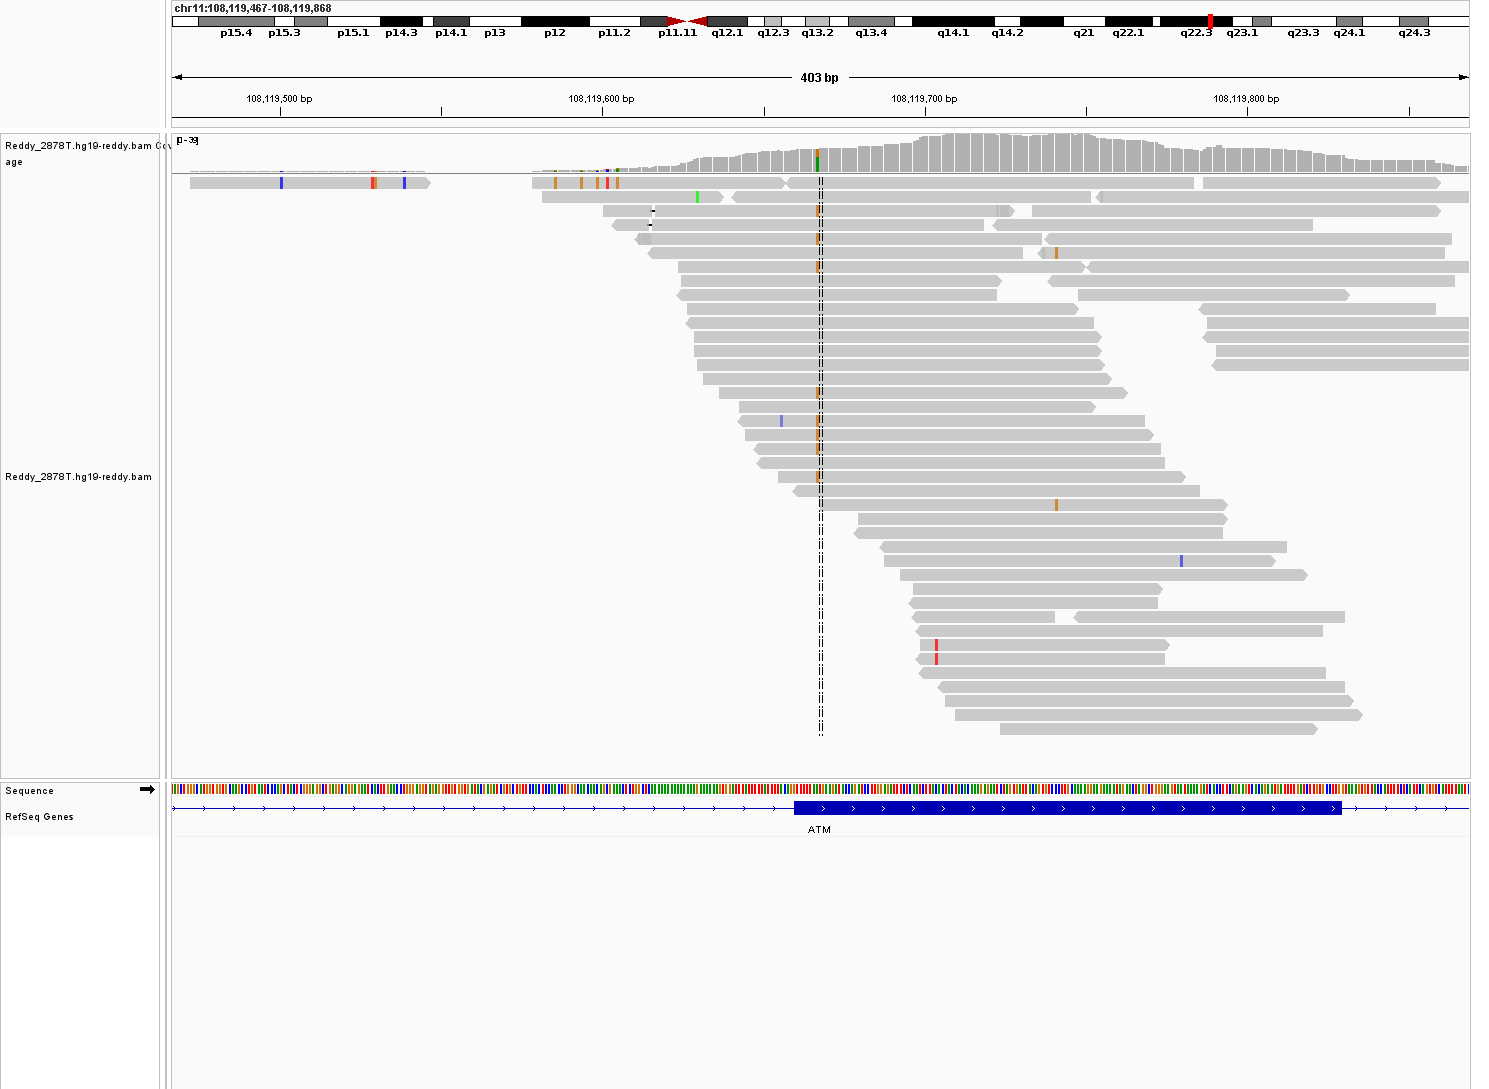 chr11:108,119,467-108,119,868
p15.4 p15.3 p15.1 p14.3 p14.1 p13 p12 p11.2 p11.11 q12.1 q12.3 q13.2 q13.4 q14.1 q14.2 q21 q22.1 q22.3 q23.1 q23.3 q24.1 q24.3
403 bp
108,119,500 bp 108,119,600 bp 108,119,700 bp 108,119,800 bp
Reddy_2878T.hg19-reddy.bam Cov
age
[0-39]
Reddy_2878T.hg19-reddy.bam
Sequence
RefSeq Genes
ATM